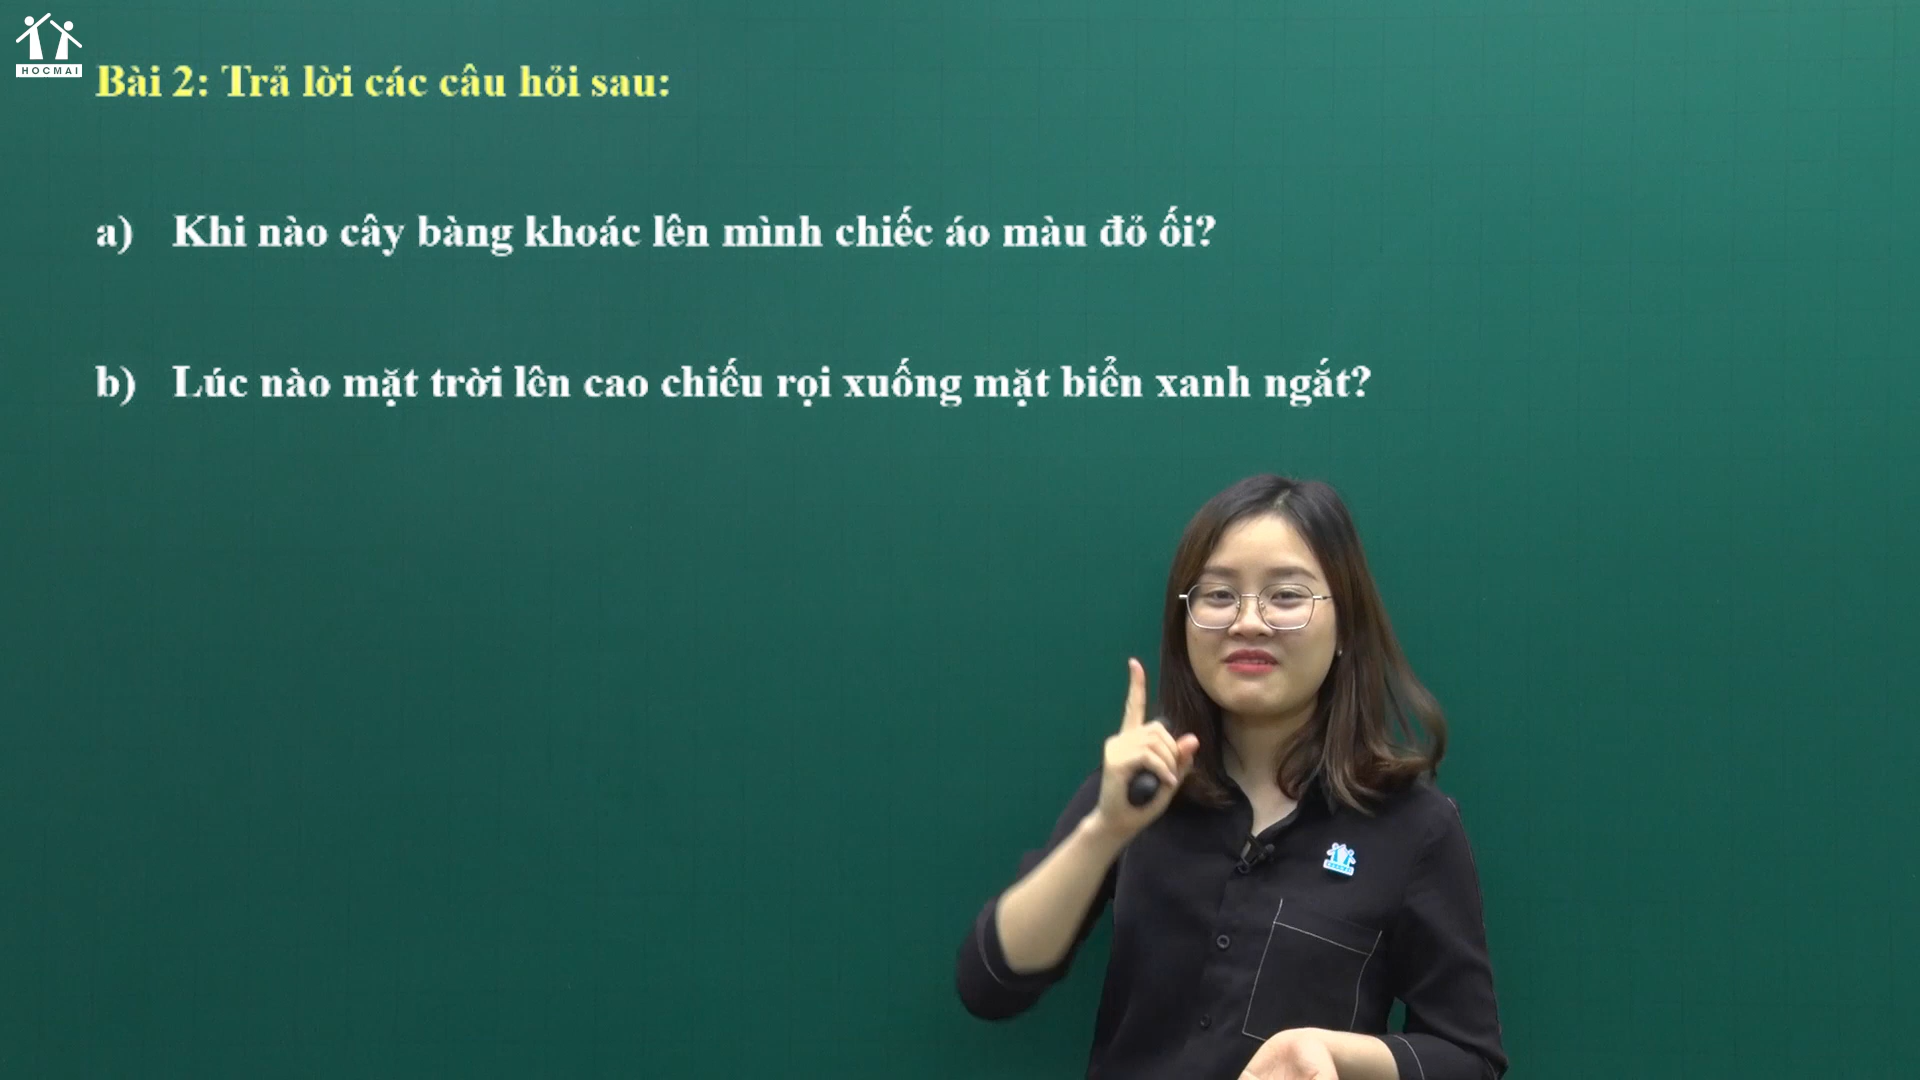 HOCMAI
Bài 2: Trả lời các câu hỏi sau:
a) Khi nào cây bàng khoác lên mình chiếc áo màu đỏ ối?
b) Lúc nào mặt trời lên cao chiếu rọi xuống mặt biển xanh ngắt?